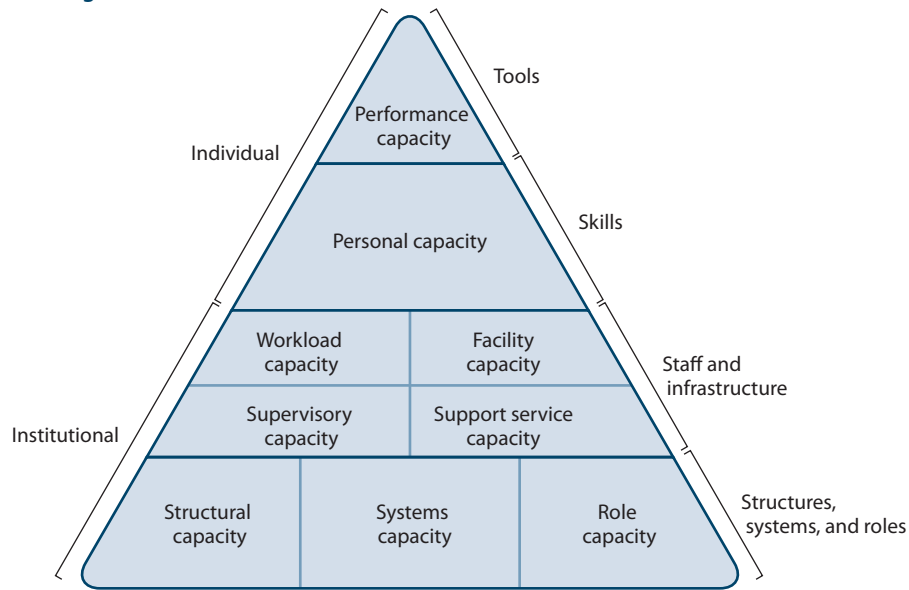 Tools
Performance
capacity
Individual
Skills
Personal capacity
Workload
capacity
Facility
capacity
Staff and
infrastructure
Supervisory
capacity
Support service
capacity
Institutional
Structural
capacity
Systems
capacity
Role
capacity
Structures,
systems, and roles